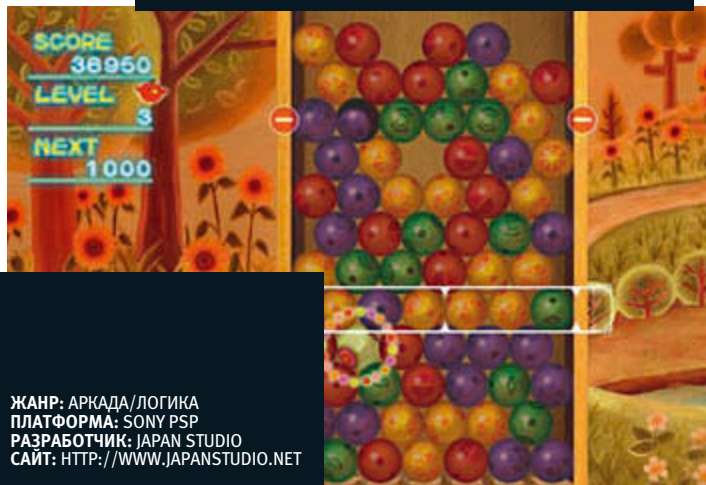 SCORE
36950
LEVEL
3
NEXT
1000
ЖАНР: АРКАДА/ЛОГИКА
ПЛАТФОРМА: SONY PSP
РАЗРАБОТЧИК: JAPAN STUDIO
САЙТ: HTTP://WWW.JAPANSTUDIO.NET